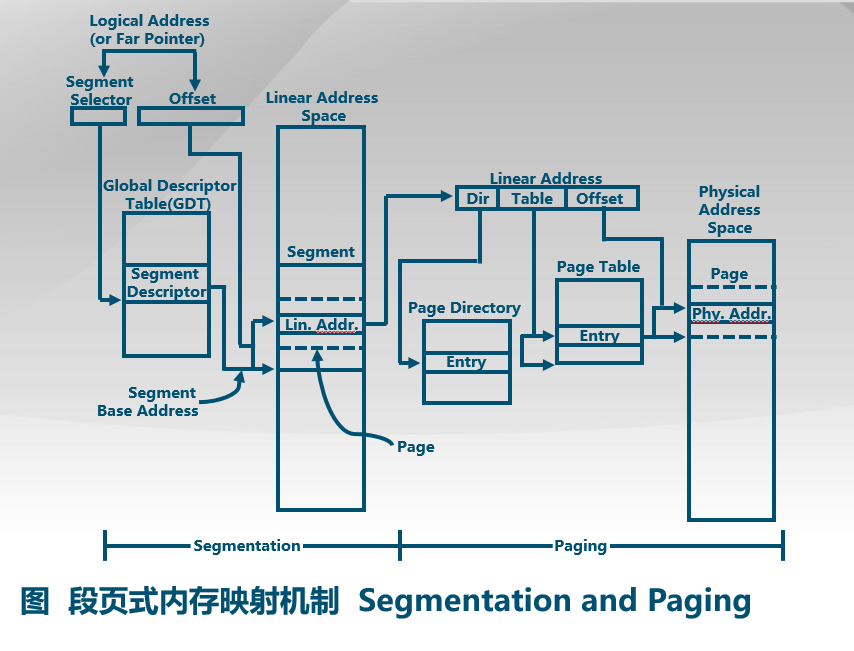 Logical Address
(or Far Pointer)
Segment
Selector
Offset
Linear Address
Space
Global Descriptor
Table(GDT)
Segment
Descriptor
Segment
Lin. Addr.
Segment
Base Address
Page
Linear Address
Dir
Table
Offset
Page Directory
Entry
Page Table
Entry
Physical
Address
Space
Page
Phy. Addr.
Segmentation
Paging
图 段页式内存映射机制 Segmentation and Paging